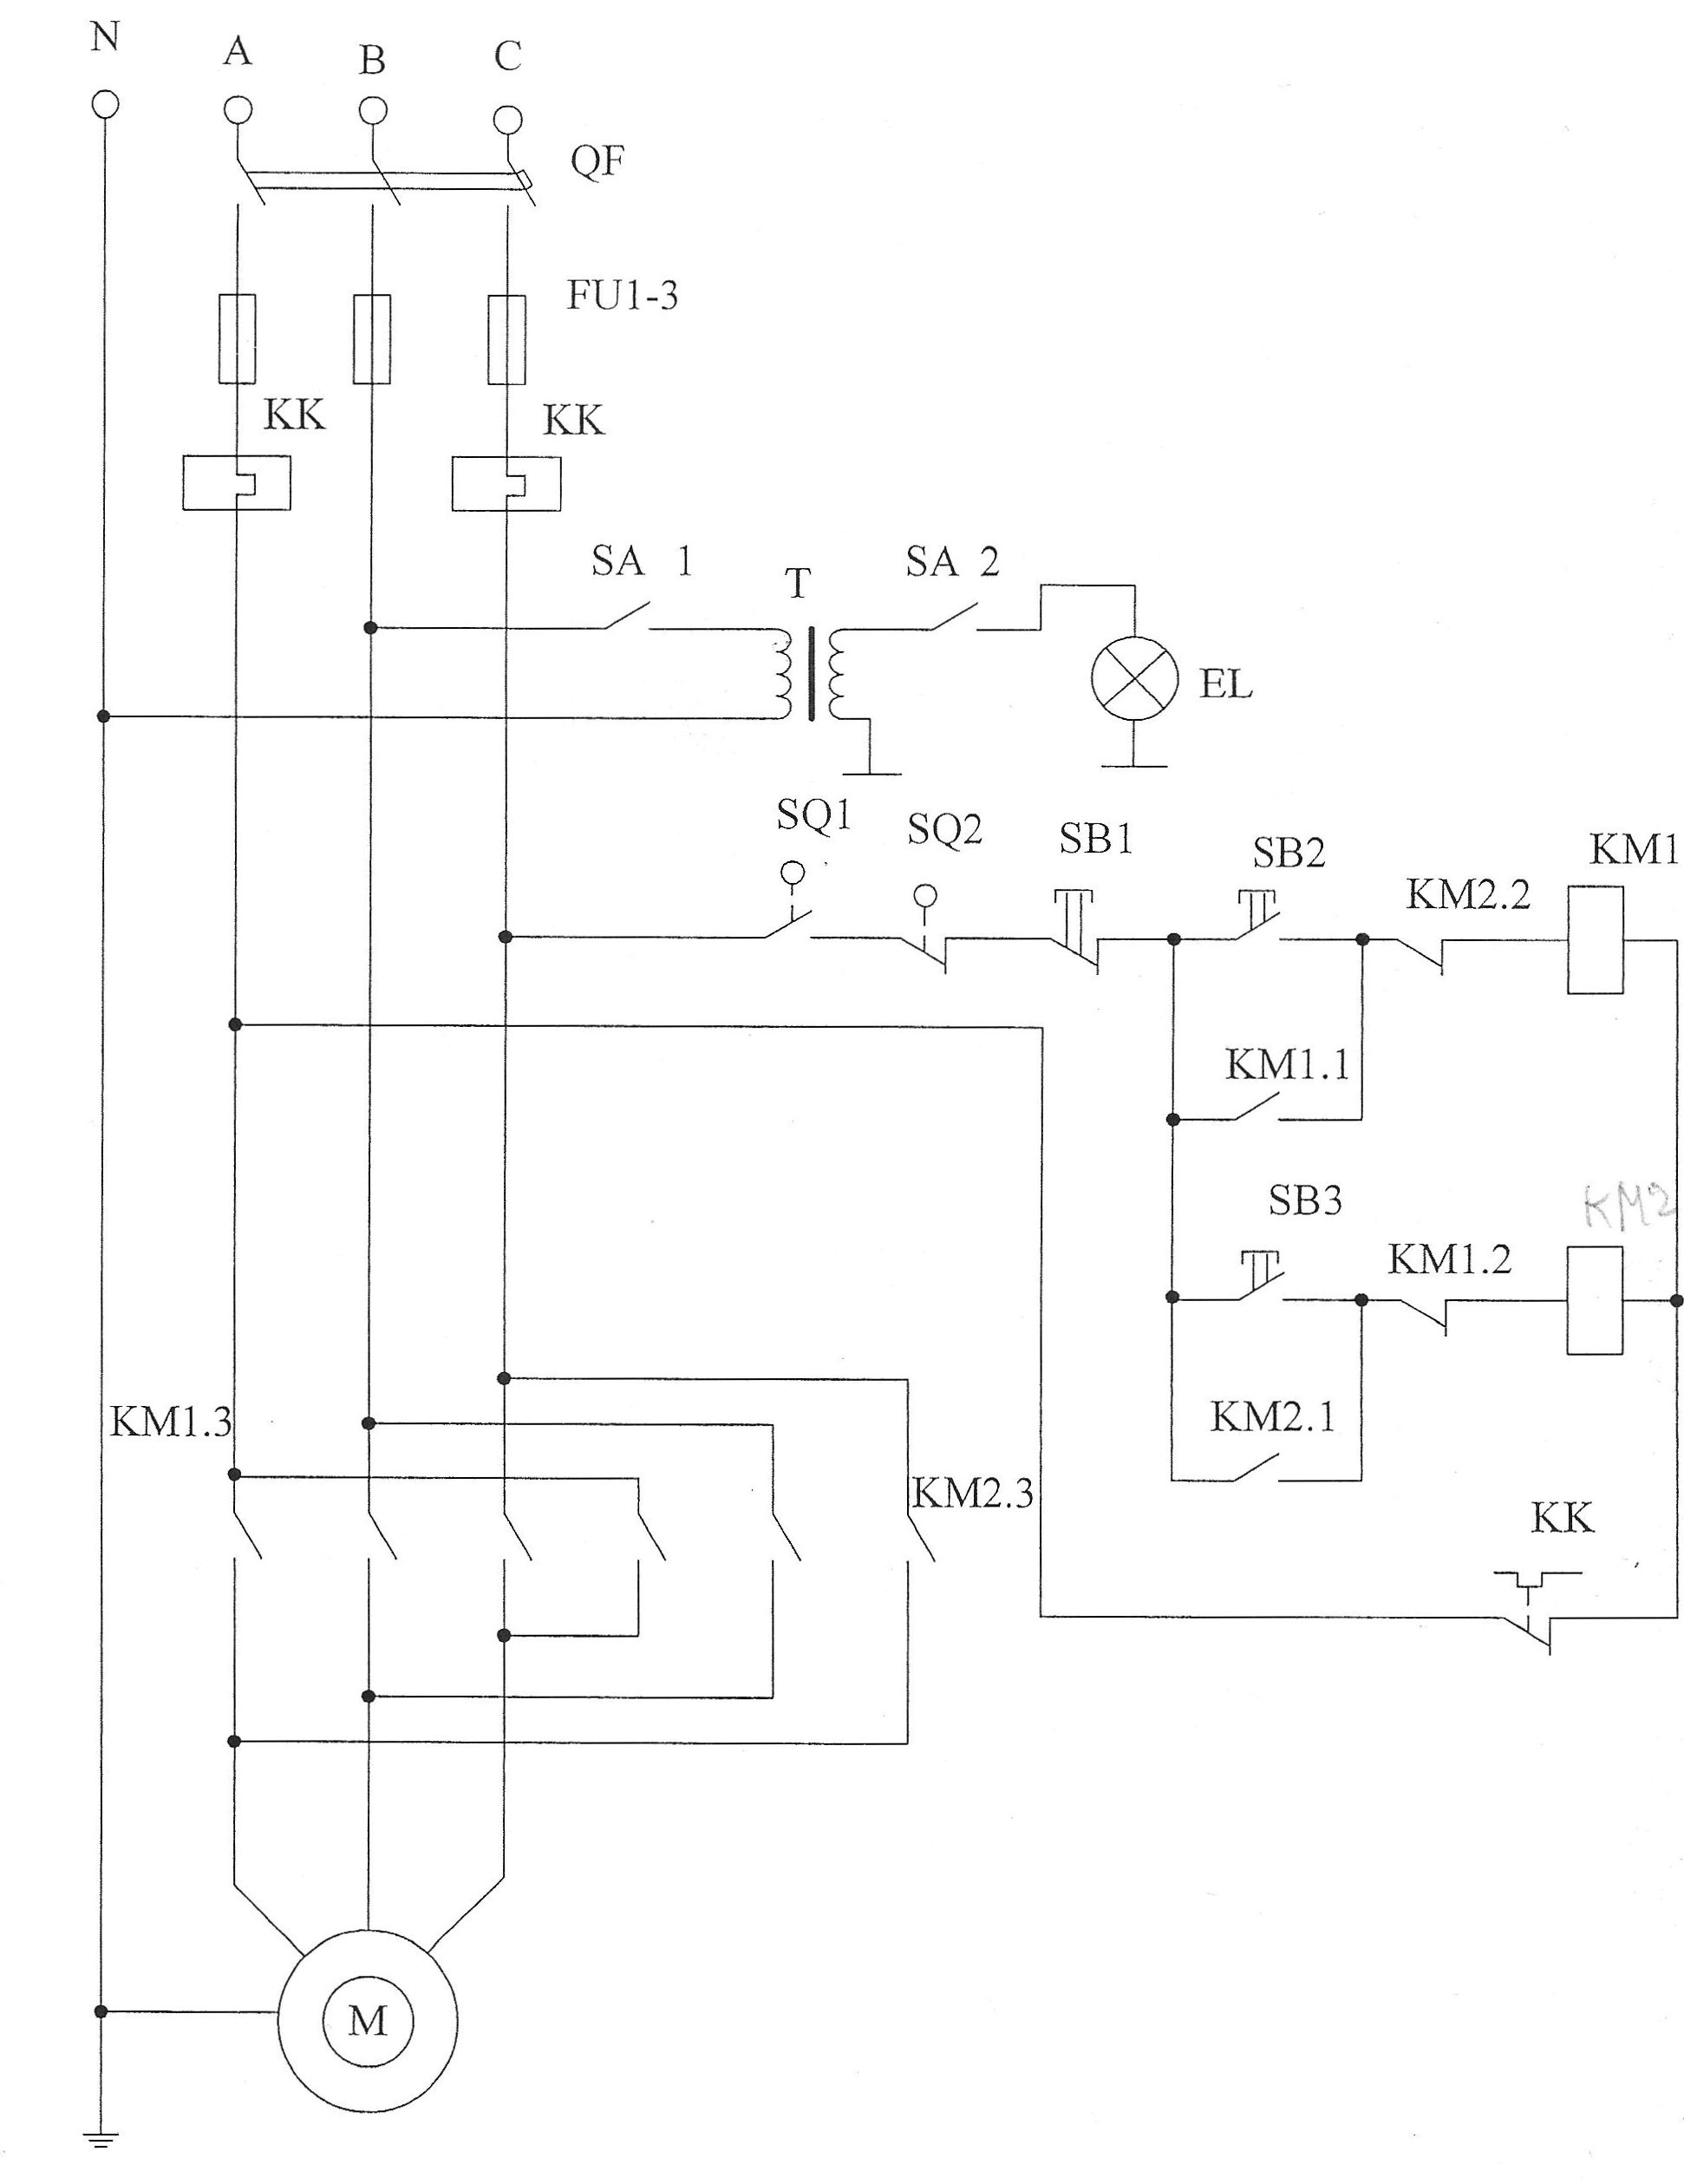 N
A
B
C
QF
FU1-3
KK
KK
SA 1
T
SA 2
EL
SQ1
SQ2
SB1
SB2
KM1
KM2.2
KM1.1
SB3
KM2
KM1.2
KM2.1
KM1.3
KM2.3
KK
M